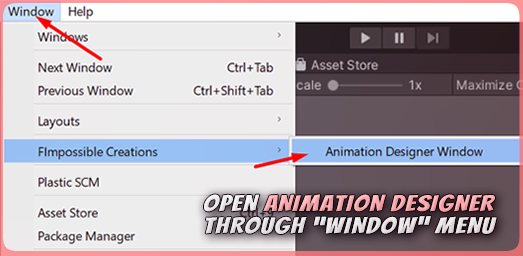 Window Help
Windows
Next Window Ctrl+Tab
Previous Window Ctrl+Shift+Tab
Asset Store
cale 1x Maximize
Layouts
FImpossible Creations
Animation Designer Window
Plastic SCM
Asset Store
Package Manager
OPEN ANIMATION DESIGNER
THROUGH "WINDOW" MENU